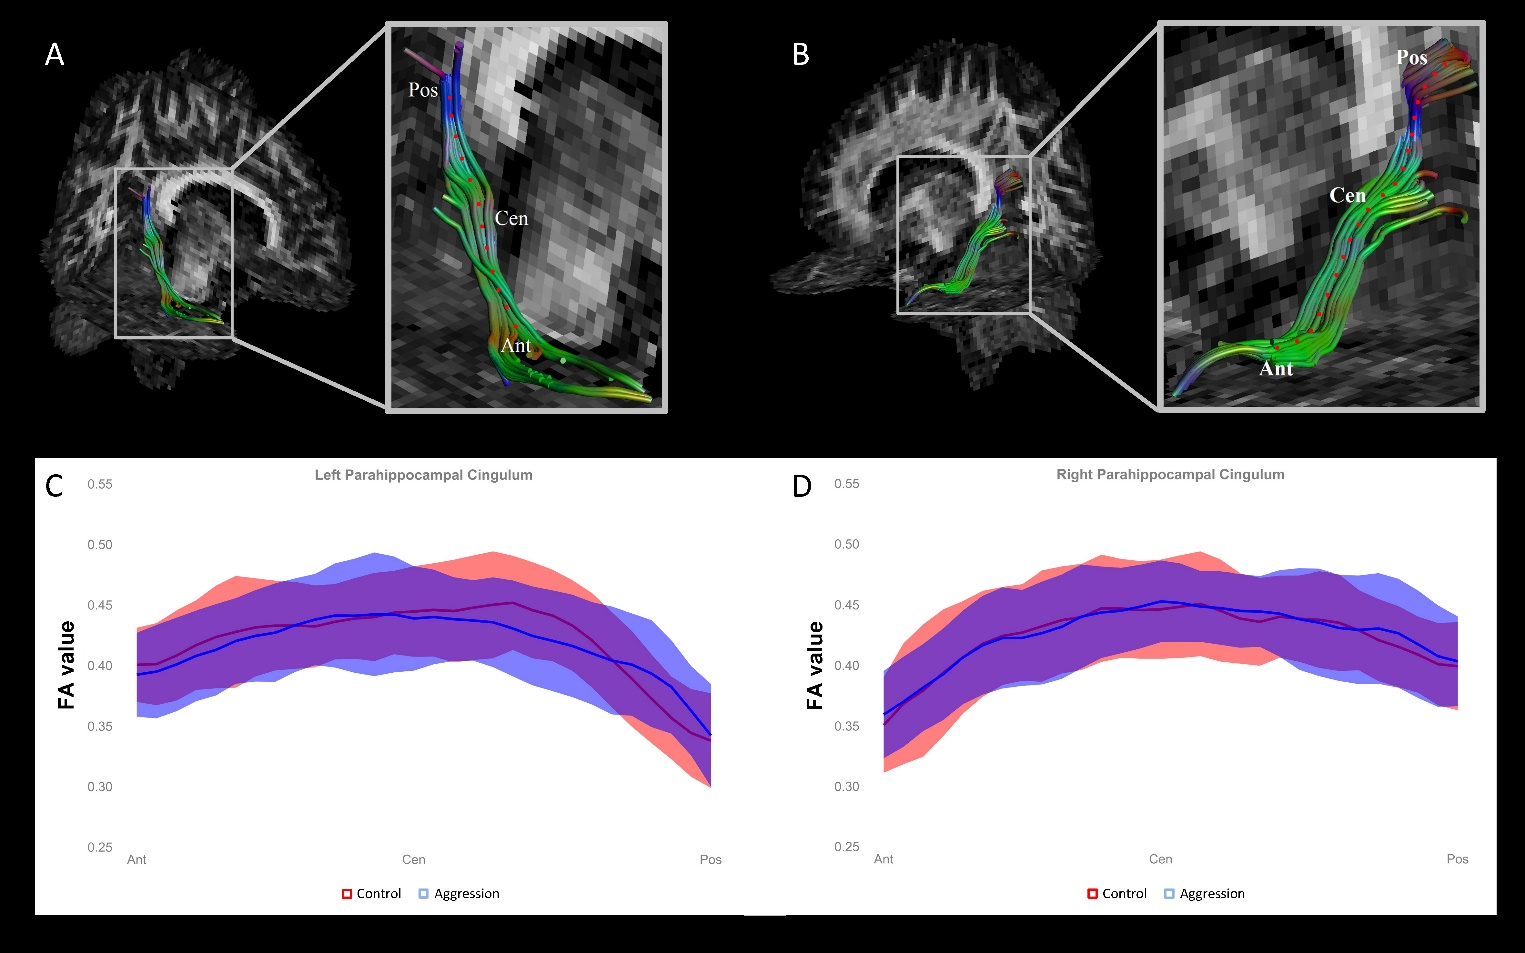 A
Pos
Cen
Ant
B
Pos
Cen
Ant
C
Left Parahippocampal Cingulum
FA value
0.55
0.50
0.45
0.40
0.35
0.30
0.25
Ant Cen Pos
Control Aggression
D
Right Parahippocampal Cingulum
FA value
0.55
0.50
0.45
0.40
0.35
0.30
0.25
Ant Cen Pos
Control Aggression